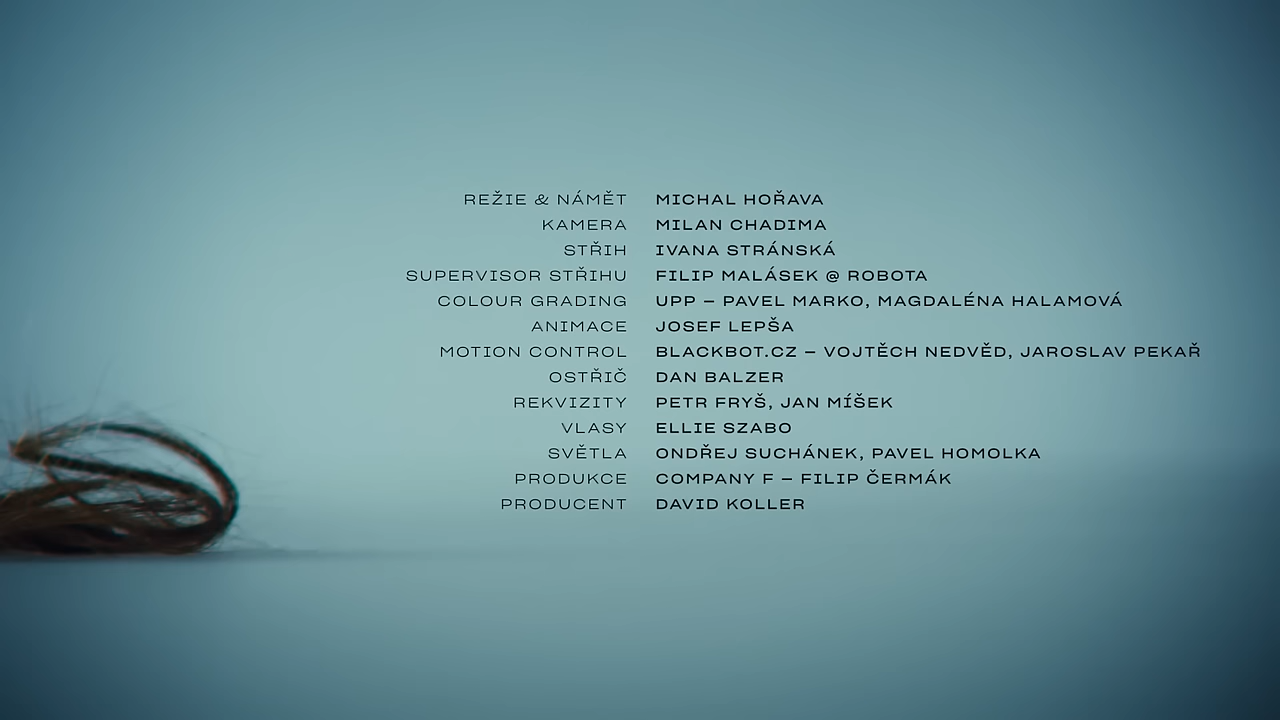 REŽIE & NÁMĚT MICHAL HOŘAVA
KAMERA MILAN CHADIMA
STŘIH IVANA STRÁNSKÁ
SUPERVISOR STŘIHU FILIP MALÁSEK @ ROBOTA
COLOUR GRADING UPP – PAVEL MARKO, MAGDALÉNA HALAMOVÁ
ANIMACE JOSEF LEPŠA
MOTION CONTROL BLACKBOT.CZ – VOJTĚCH NEDVĚD, JAROSLAV PEKAŘ
OSTŘIČ DAN BALZER
REKVIZITY PETR FRYŠ, JAN MÍŠEK
VLASY ELLIE SZABO
SVĚTLA ONDŘEJ SUCHÁNEK, PAVEL HOMOLKA
PRODUKCE COMPANY F – FILIP ČERMÁK
PRODUCENT DAVID KOLLER